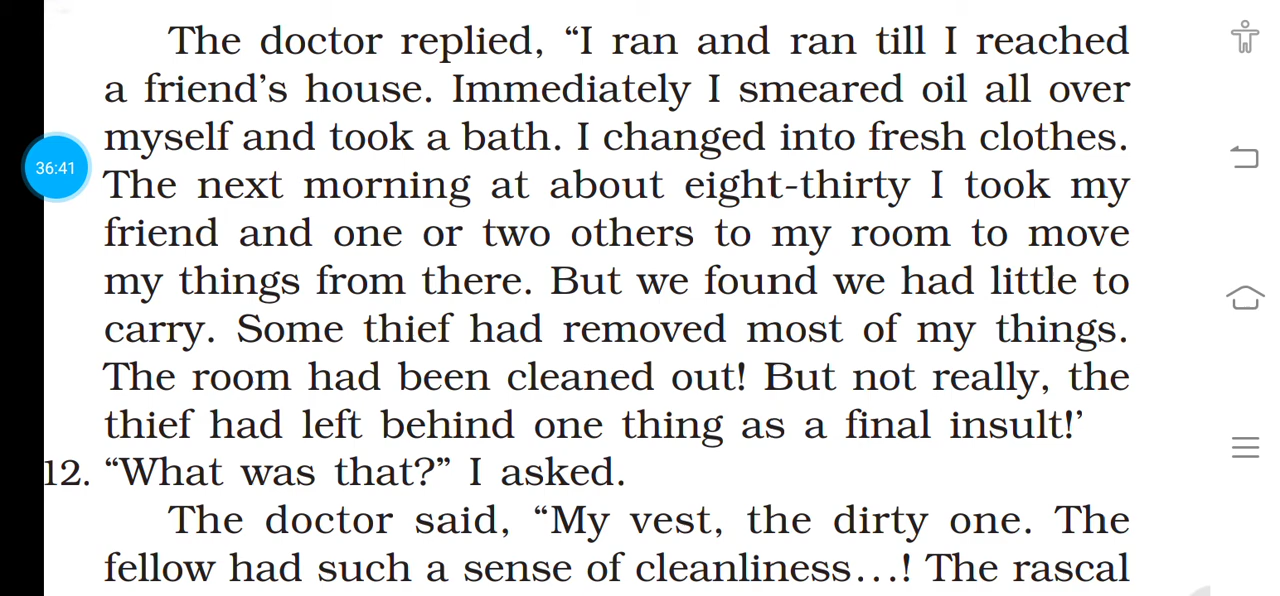 The doctor replied, “I ran and ran till I reached
a friend’s house. Immediately I smeared oil all over
myself and took a bath. I changed into fresh clothes.
36:41
The next morning at about eight-thirty I took my
friend and one or two others to my room to move
my things from there. But we found we had little to
carry. Some thief had removed most of my things.
The room had been cleaned out! But not really, the
thief had left behind one thing as a final insult!’
12. “What was that?” I asked.
The doctor said, “My vest, the dirty one. The
fellow had such a sense of cleanliness...! The rascal